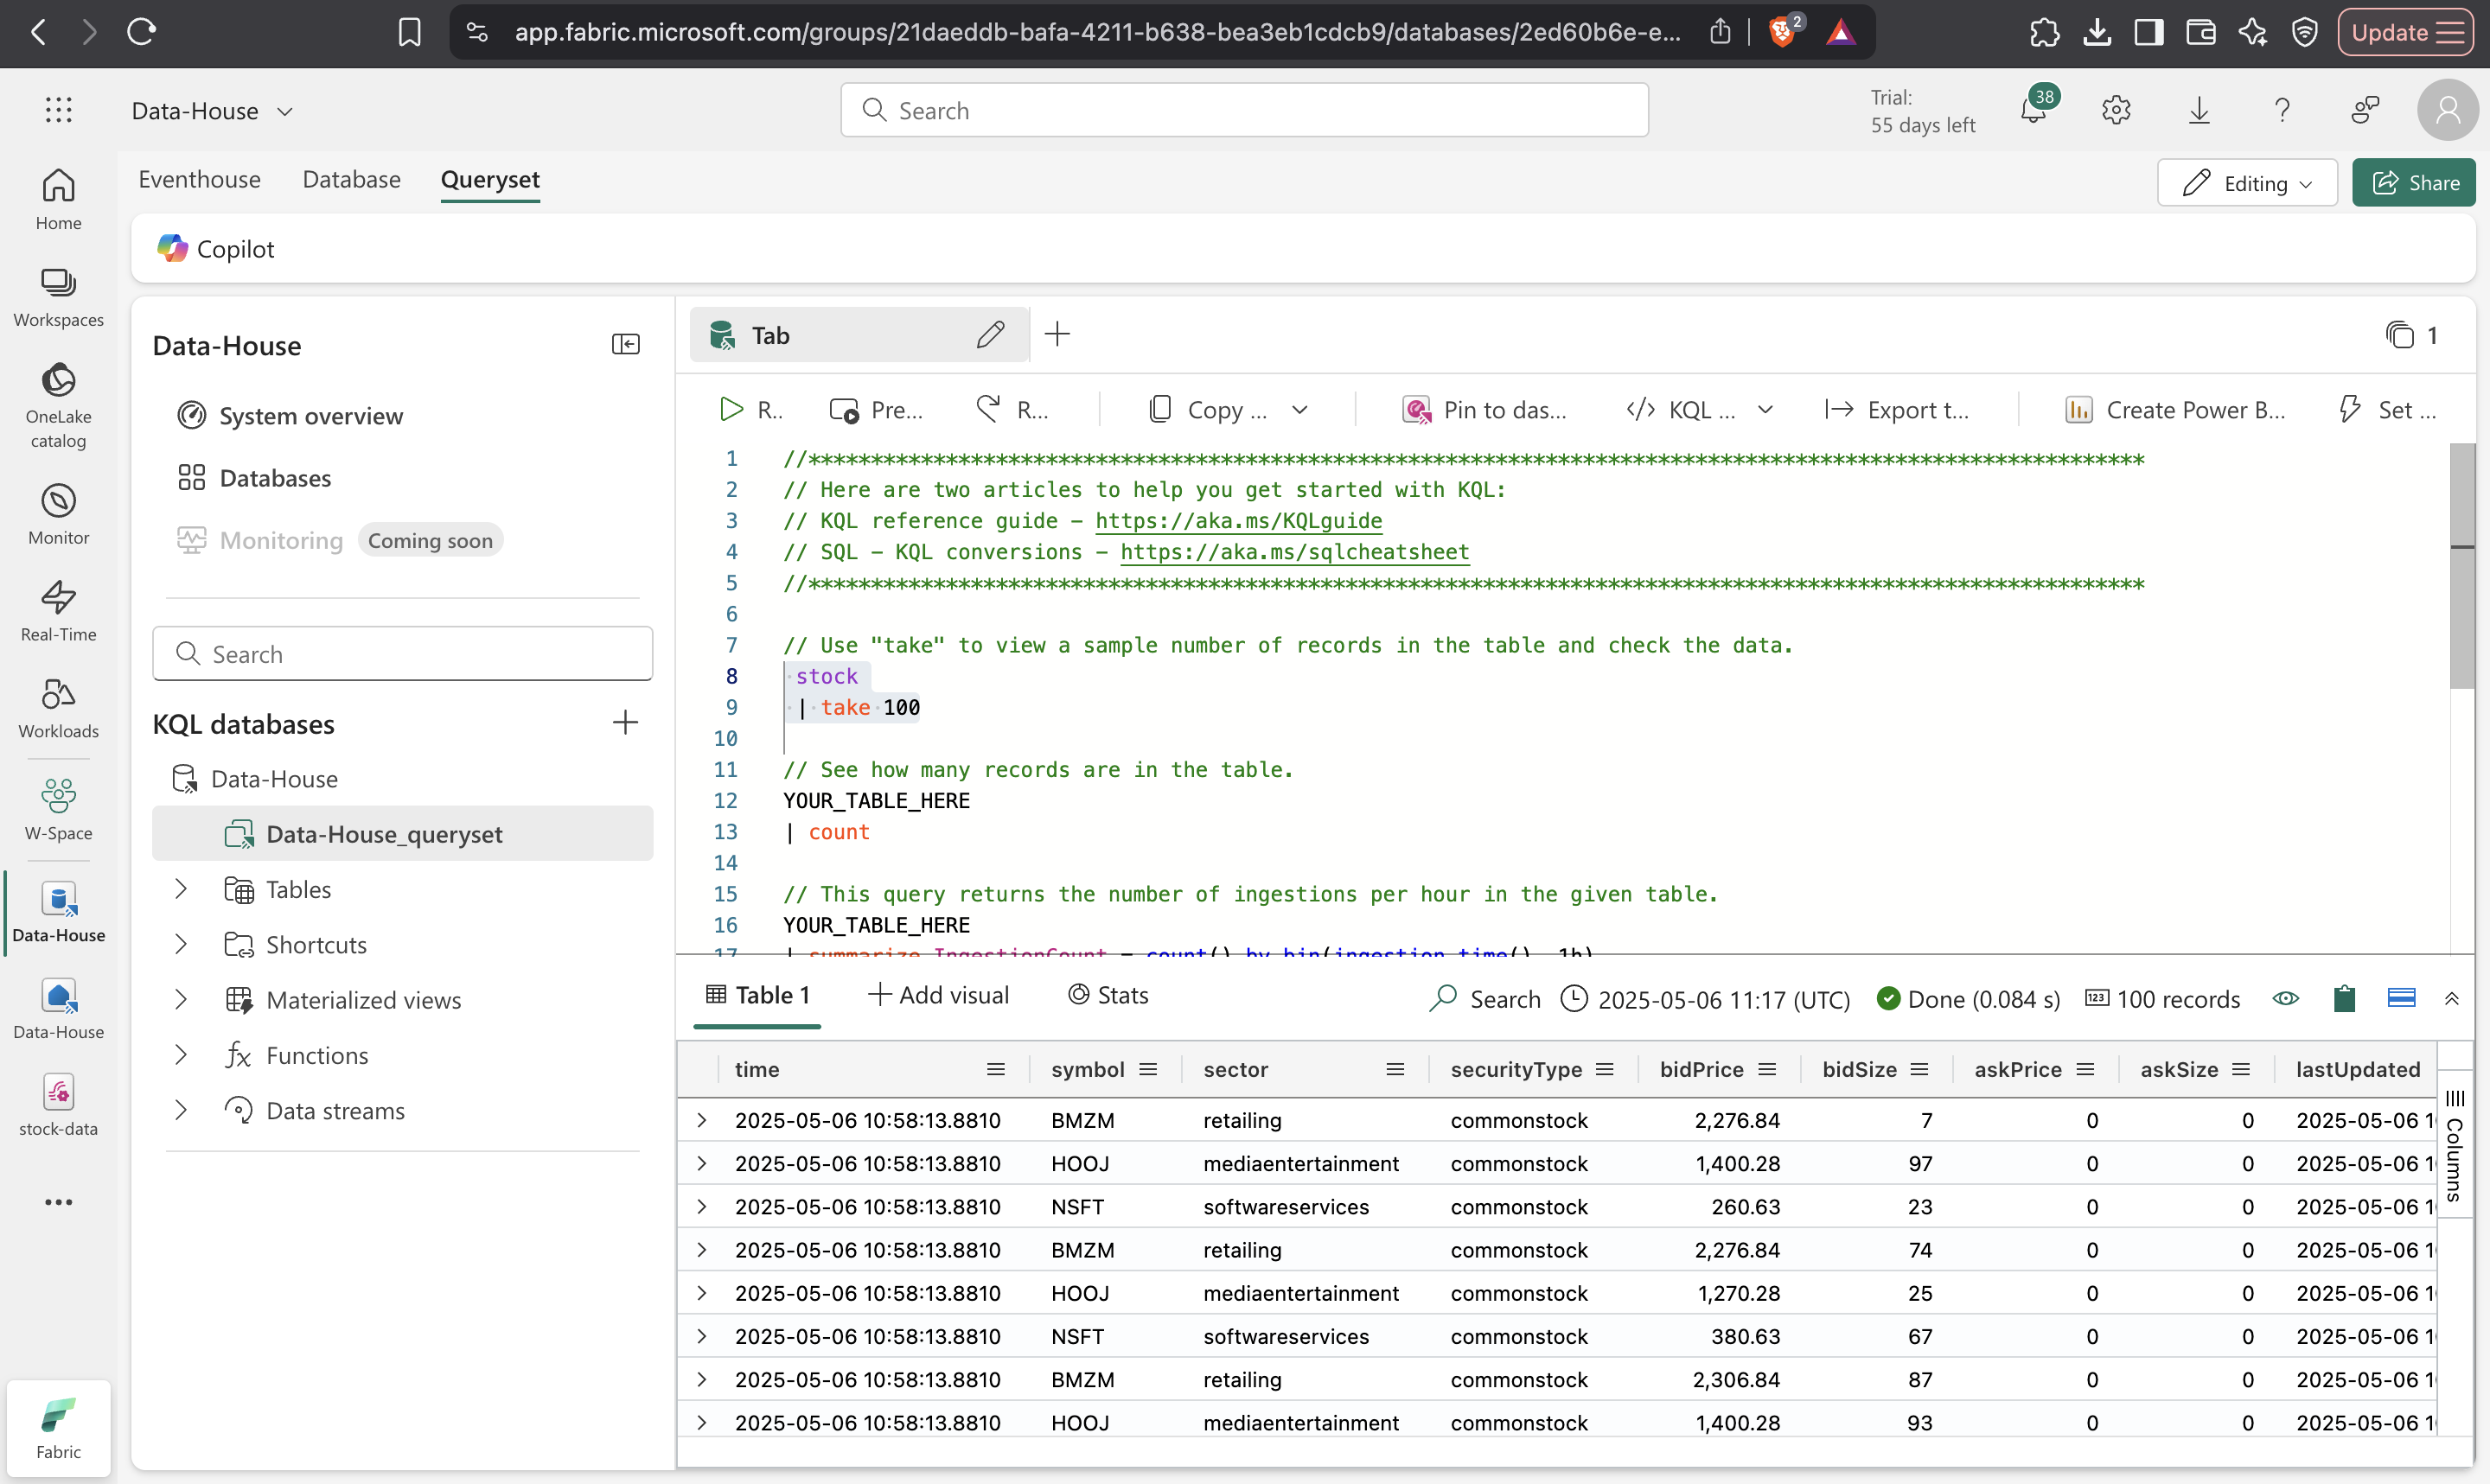 app.fabric.microsoft.com/groups/21daeddb-bafa-4211-b638-bea3eb1cdcb9/databases/2ed60b6e-e...
2
Update
Data-House
Search
Trial:
55 days left
38
Home
Workspaces
OneLake
catalog
Monitor
Real-Time
Workloads
W-Space
Data-House
Data-House
stock-data
Fabric
Eventhouse Database Queryset
Editing
Share
Copilot
Data-House
System overview
Databases
Monitoring Coming soon
Search
KQL databases
Data-House
Data-House_queryset
Tables
Shortcuts
Materialized views
Functions
Data streams
Tab
1
R.. Pre... R... Copy ... Pin to das... KQL ... Export t... Create Power B... Set ...
1 //***********************************************************************************************************
2 // Here are two articles to help you get started with KQL:
3 // KQL reference guide - https://aka.ms/KQLguide
4 // SQL - KQL conversions - https://aka.ms/sqlcheatsheet
5 //***********************************************************************************************************
6
7 // Use "take" to view a sample number of records in the table and check the data.
8 stock
9 | take 100
10
11 // See how many records are in the table.
12 YOUR_TABLE_HERE
13 | count
14
15 // This query returns the number of ingestions per hour in the given table.
16 YOUR_TABLE_HERE
17 | summarize IngestionCount = count() by bin(ingestion_time(), 1h)
Table 1 Add visual Stats Search 2025-05-06 11:17 (UTC) Done (0.084 s) 123 100 records
time symbol sector securityType bidPrice bidSize askPrice askSize lastUpdated
2025-05-06 10:58:13.8810 BMZM retailing commonstock 2,276.84 7 0 0 2025-05-06 1
2025-05-06 10:58:13.8810 HOOJ mediaentertainment commonstock 1,400.28 97 0 0 2025-05-06 1
2025-05-06 10:58:13.8810 NSFT softwareservices commonstock 260.63 23 0 0 2025-05-06 1
2025-05-06 10:58:13.8810 BMZM retailing commonstock 2,276.84 74 0 0 2025-05-06 1
2025-05-06 10:58:13.8810 HOOJ mediaentertainment commonstock 1,270.28 25 0 0 2025-05-06 1
2025-05-06 10:58:13.8810 NSFT softwareservices commonstock 380.63 67 0 0 2025-05-06 1
2025-05-06 10:58:13.8810 BMZM retailing commonstock 2,306.84 87 0 0 2025-05-06 1
2025-05-06 10:58:13.8810 HOOJ mediaentertainment commonstock 1,400.28 93 0 0 2025-05-06 1
Columns